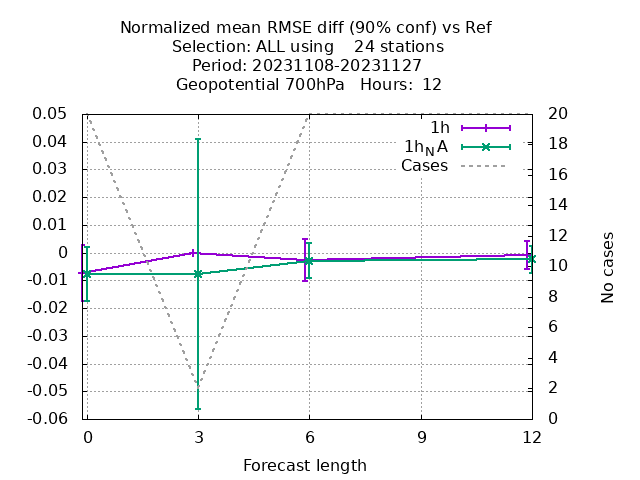 Normalized mean RMSE diff (90% conf) vs Ref
Selection: ALL using    24 stations
Period: 20231108-20231127
Geopotential 700hPa   Hours:  12
1h
1h_NA
Cases
0.05
0.04
0.03
0.02
0.01
0
-0.01
-0.02
-0.03
-0.04
-0.05
-0.06
20
18
16
14
12
10
8
6
4
2
0
No cases
0 3 6 9 12
Forecast length